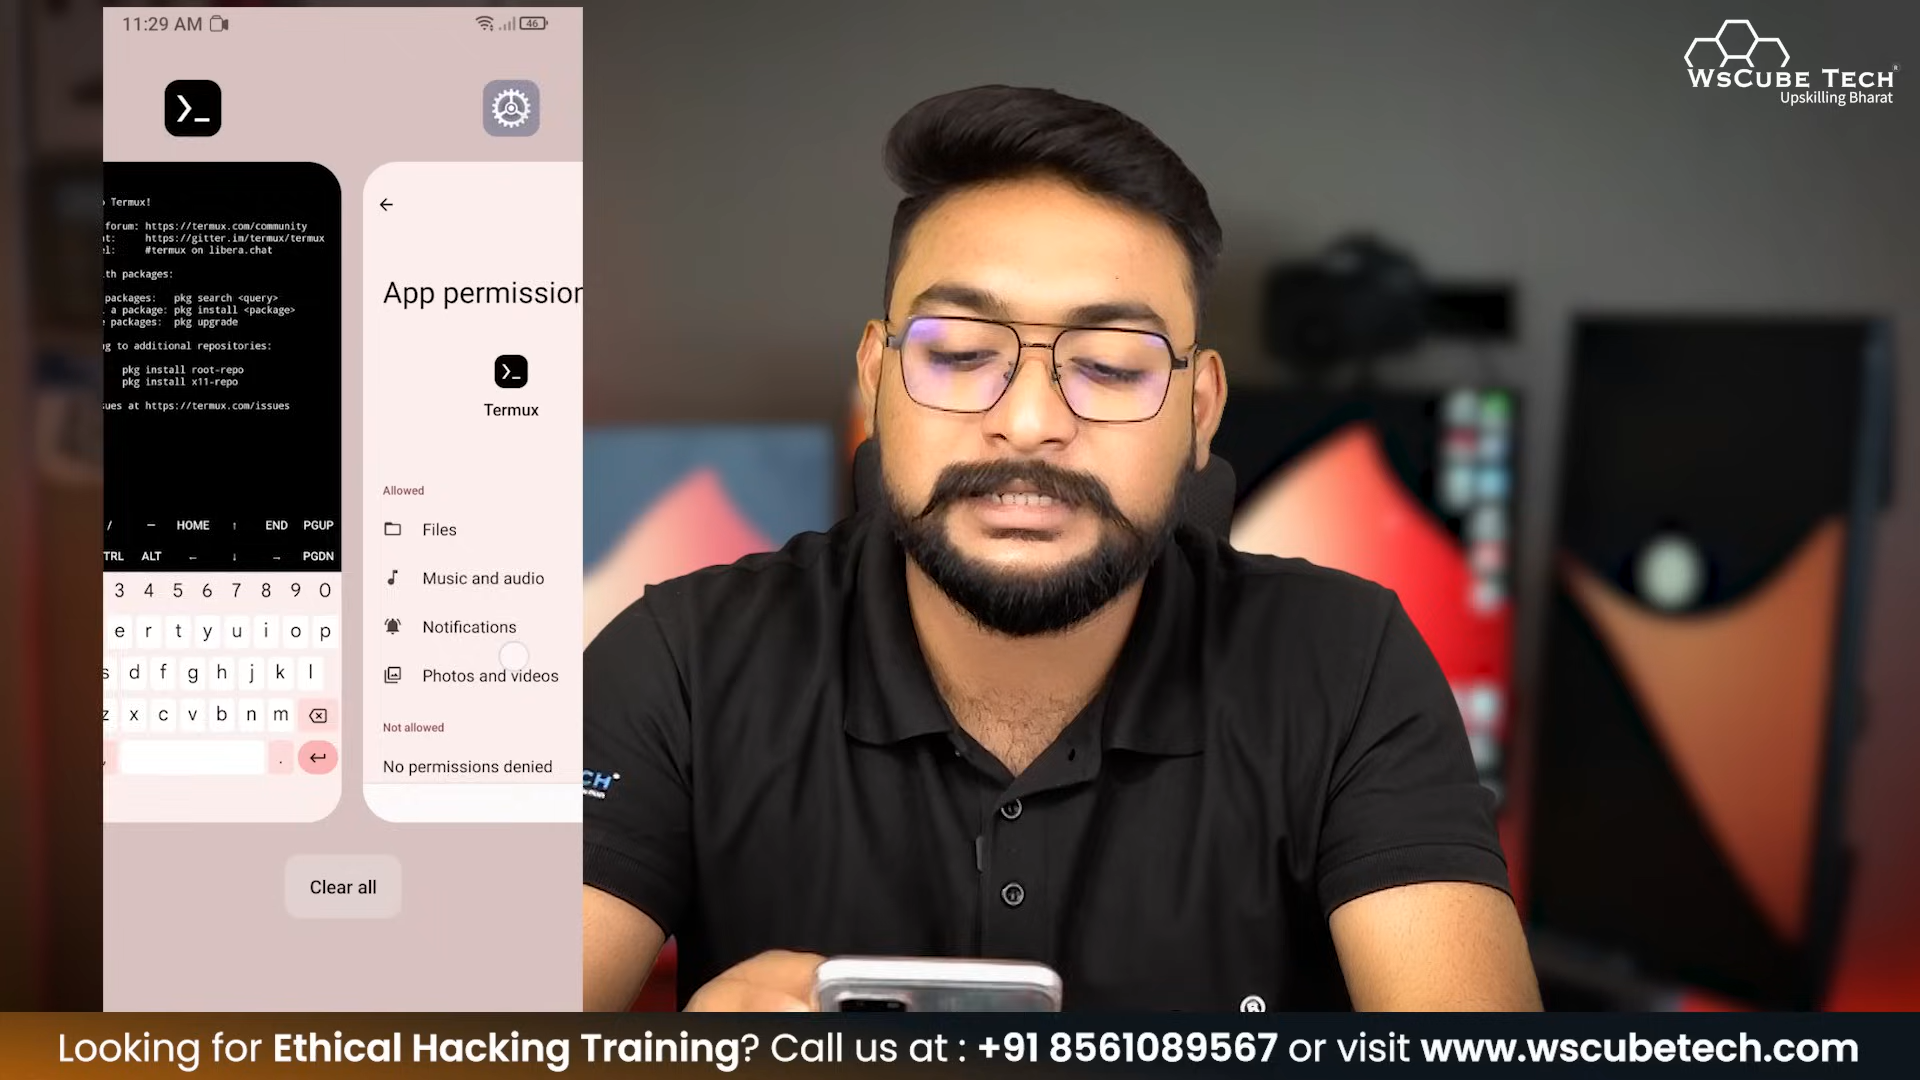 11:29 AM
46
Termux!
forum: https://termux.com/community
https://gitter.im/termux/termux
#termux on libera.chat
th packages:
packages: pkg search <query>
a package: pkg install <package>
packages: pkg upgrade
g to additional repositories:
pkg install root-repo
pkg install x11-repo
ues at https://termux.com/issues
/ — HOME ↑ END PGUP
TRL ALT ← ↓ → PGDN
3 4 5 6 7 8 9 0
e r t y u i o p
s d f g h j k l
z x c v b n m
, .
App permission
Termux
Allowed
Files
Music and audio
Notifications
Photos and videos
Not allowed
No permissions denied
Clear all
WsCube Tech®
Upskilling Bharat
CH
Looking for Ethical Hacking Training? Call us at : +91 8561089567 or visit www.wscubetech.com